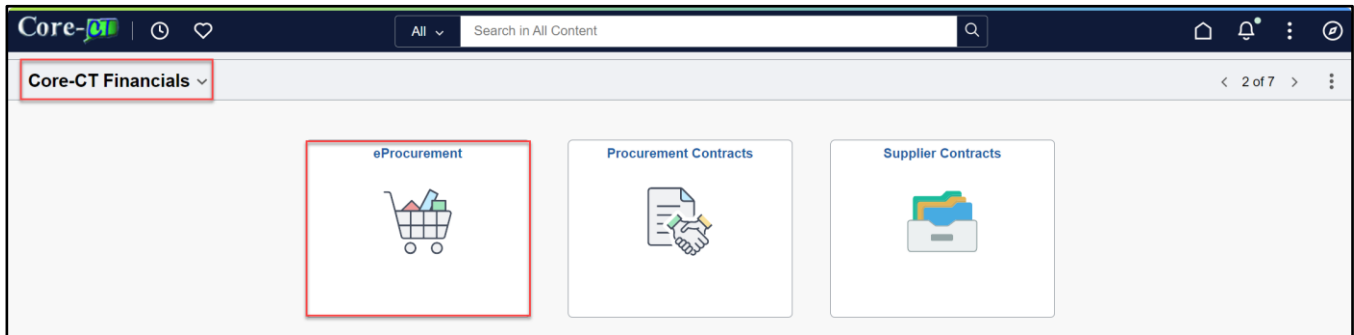 Core-CT All Search in All Content
Core-CT Financials 2 of 7
eProcurement Procurement Contracts Supplier Contracts